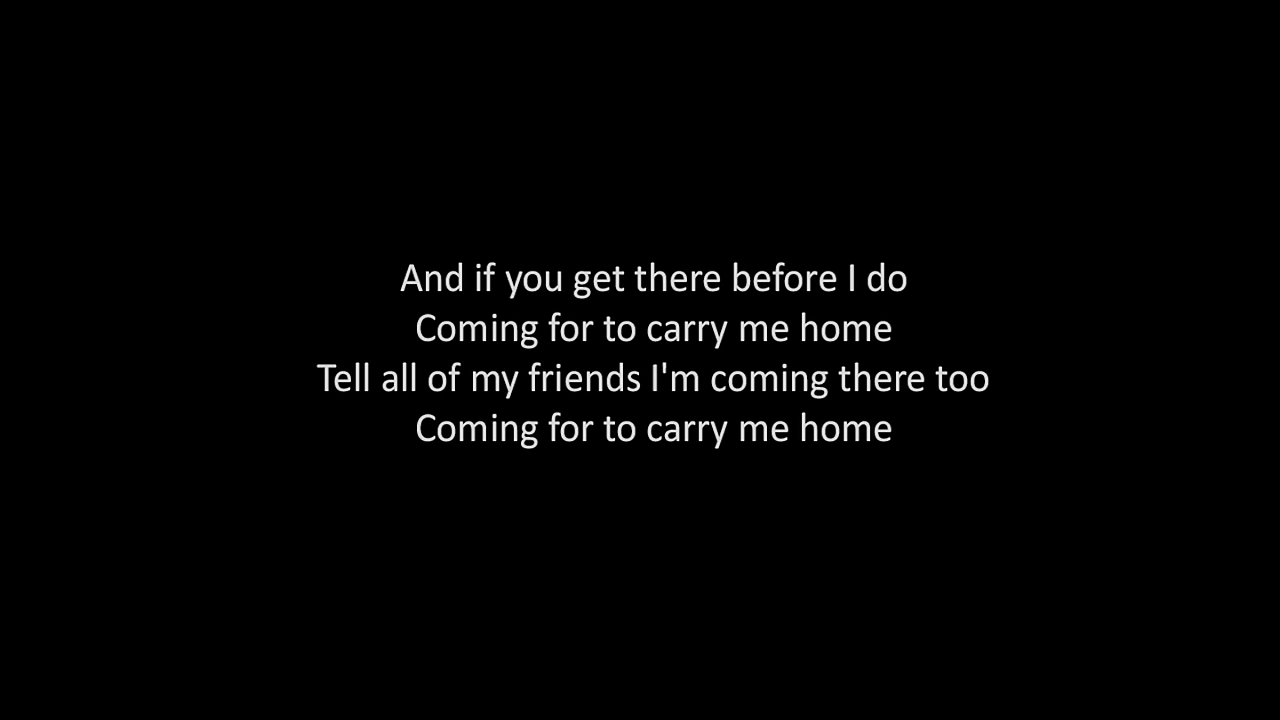 And if you get there before I do
Coming for to carry me home
Tell all of my friends I'm coming there too
Coming for to carry me home